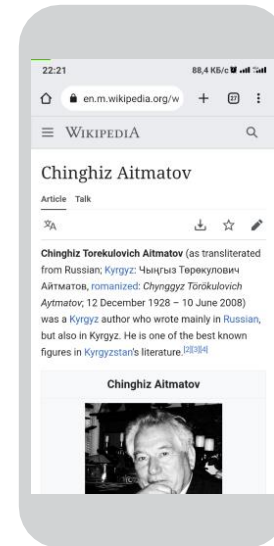 22:21
88,4 КБ/с
en.m.wikipedia.org/w
27
WIKIPEDIA
Chinghiz Aitmatov
Article Talk
Chinghiz Torekulovich Aitmatov (as transliterated
from Russian; Kyrgyz: Чыңгыз Төрөкулович
Айтматов, romanized: Chynggyz Törökulovich
Aytmatov; 12 December 1928 – 10 June 2008)
was a Kyrgyz author who wrote mainly in Russian,
but also in Kyrgyz. He is one of the best known
figures in Kyrgyzstan's literature.[2][3][4]
Chinghiz Aitmatov